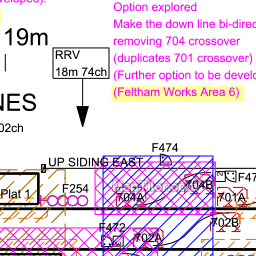 veloped).
Option explored
Make the down line bi-direc
removing 704 crossover
(duplicates 701 crossover)
(Further option to be develo
(Feltham Works Area 6)
19m
RRV
18m 74ch
NES
02ch
F474
UP SIDING EAST
F47
Plat 1
F254
704A
704B
701A
F472
702A
702B